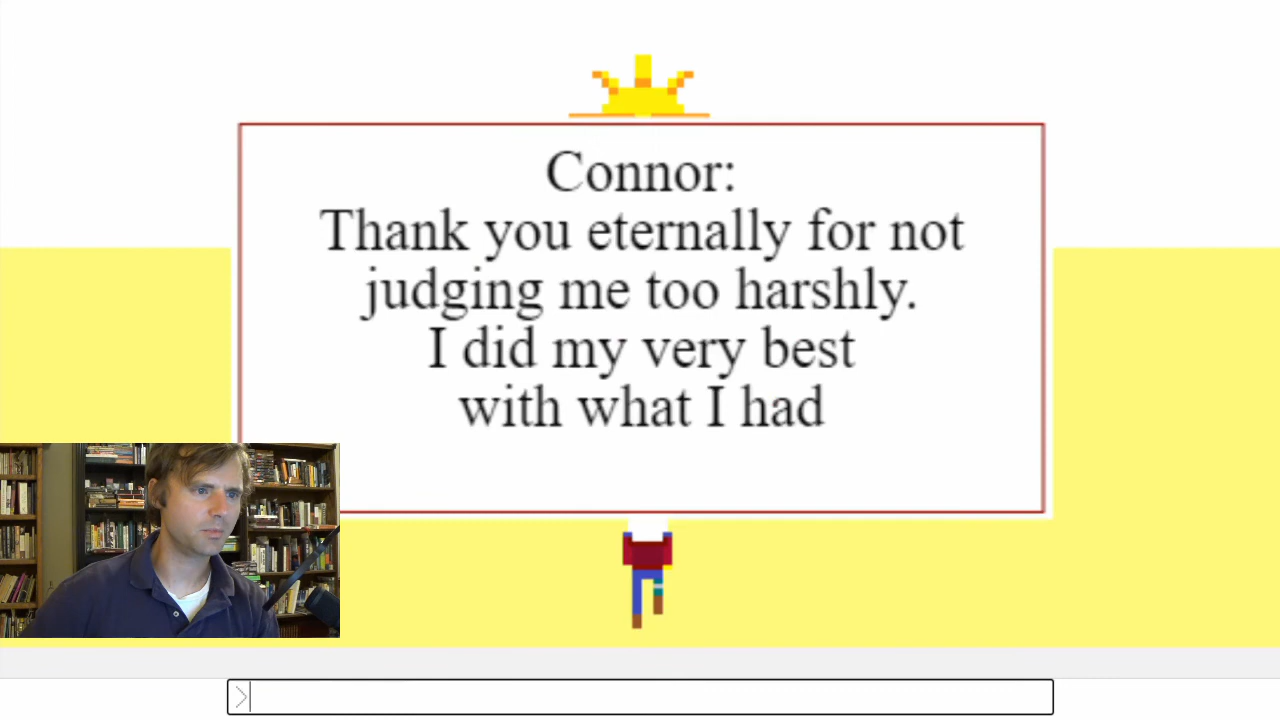 Connor:
Thank you eternally for not
judging me too harshly.
I did my very best
with what I had
>